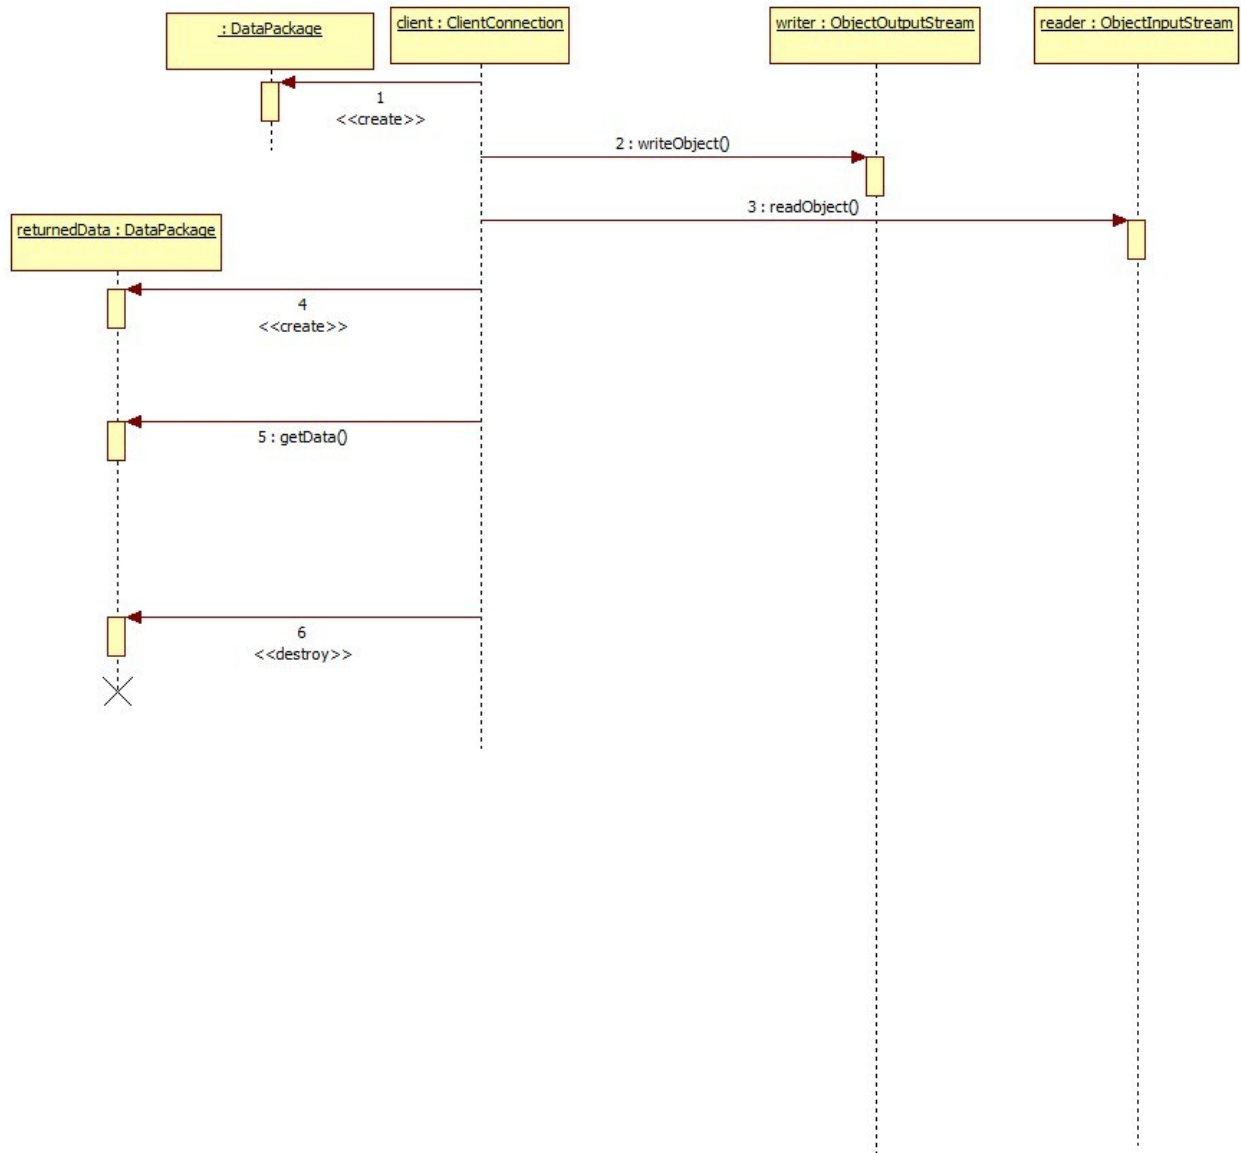 : DataPackage
client : ClientConnection
writer : ObjectOutputStream
reader : ObjectInputStream
1
<<create>>
2 : writeObject()
3 : readObject()
returnedData : DataPackage
4
<<create>>
5 : getData()
6
<<destroy>>